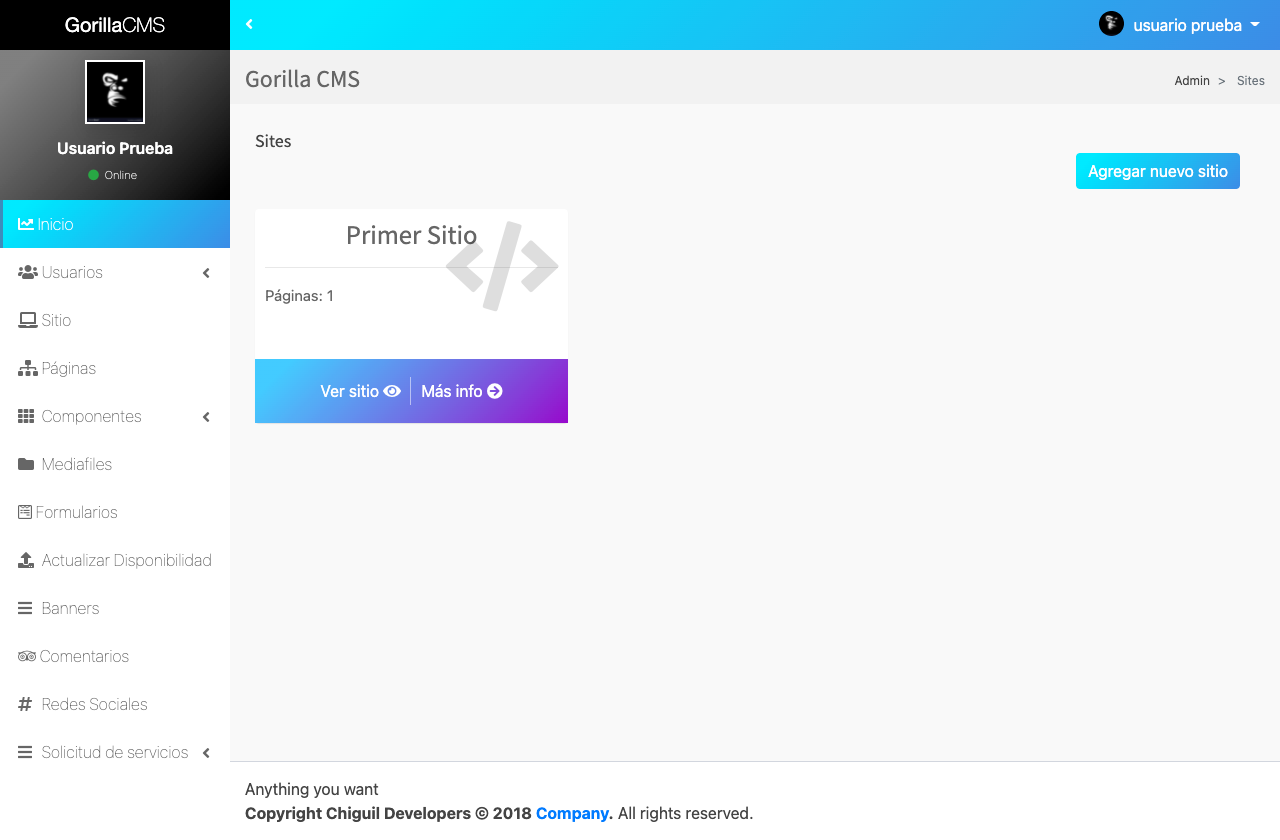 GorillaCMS
usuario prueba
Usuario Prueba
Online
Inicio
Usuarios
Sitio
Páginas
Componentes
Mediafiles
Formularios
Actualizar Disponibilidad
Banners
Comentarios
Redes Sociales
Solicitud de servicios
Gorilla CMS
Admin > Sites
Sites
Agregar nuevo sitio
Primer Sitio
Páginas: 1
Ver sitio
Más info
Anything you want
Copyright Chiguil Developers © 2018 Company. All rights reserved.